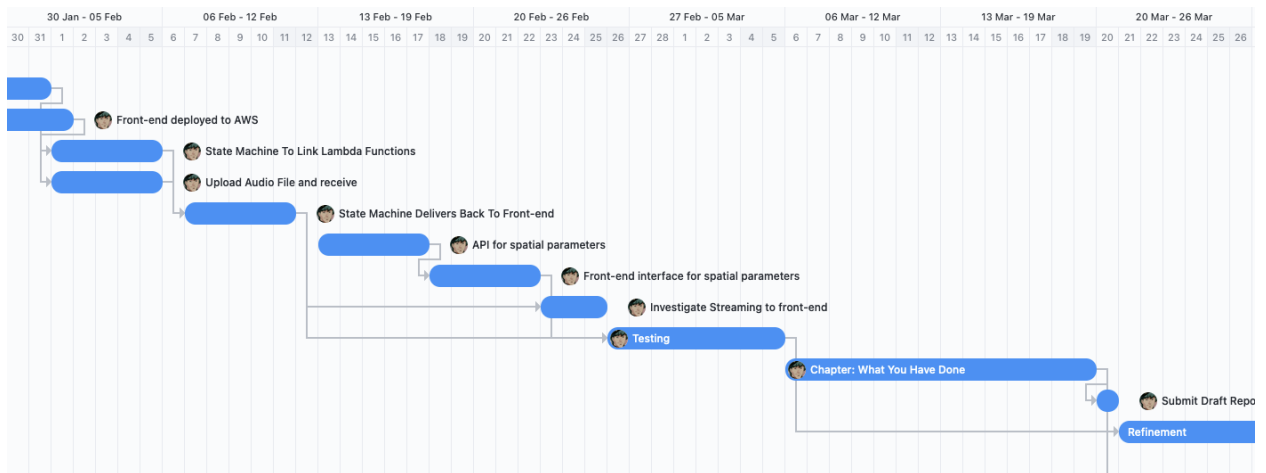 30 Jan - 05 Feb 06 Feb - 12 Feb 13 Feb - 19 Feb 20 Feb - 26 Feb 27 Feb - 05 Mar 06 Mar - 12 Mar 13 Mar - 19 Mar 20 Mar - 26 Mar
30 31 1 2 3 4 5 6 7 8 9 10 11 12 13 14 15 16 17 18 19 20 21 22 23 24 25 26 27 28 1 2 3 4 5 6 7 8 9 10 11 12 13 14 15 16 17 18 19 20 21 22 23 24 25 26
Front-end deployed to AWS
State Machine To Link Lambda Functions
Upload Audio File and receive
State Machine Delivers Back To Front-end
API for spatial parameters
Front-end interface for spatial parameters
Investigate Streaming to front-end
Testing
Chapter: What You Have Done
Submit Draft Repo
Refinement